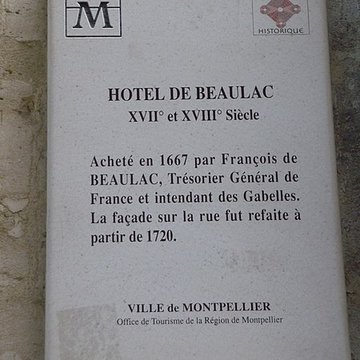 M
HISTORIQUE
HOTEL DE BEAULAC
XVII° et XVIII° Siècle
Acheté en 1667 par François de
BEAULAC, Trésorier Général de
France et intendant des Gabelles.
La façade sur la rue fut refaite à
partir de 1720.
VILLE de MONTPELLIER
Office de Tourisme de la Région de Montpellier